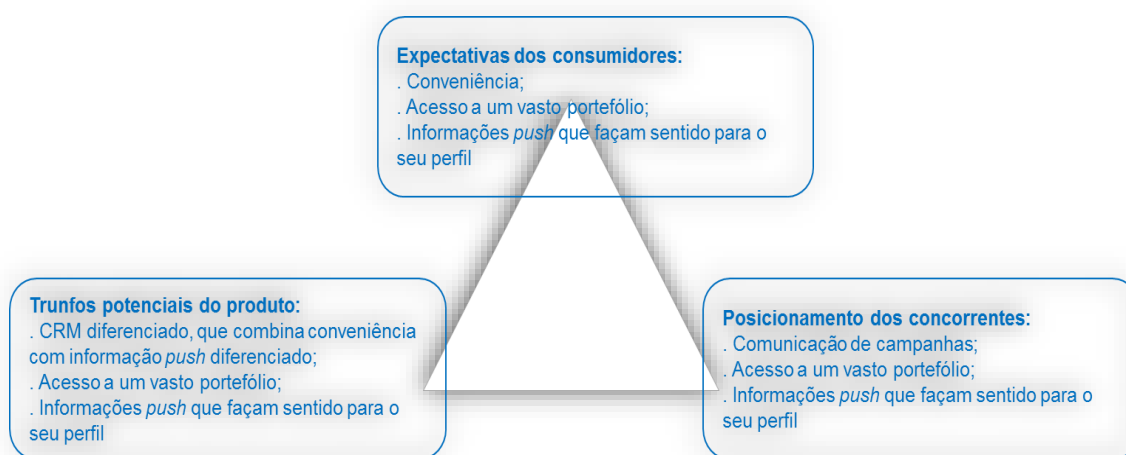 Expectativas dos consumidores:
. Conveniência;
. Acesso a um vasto portefólio;
. Informações push que façam sentido para o
seu perfil
Trunfos potenciais do produto:
. CRM diferenciado, que combina conveniência
com informação push diferenciado;
. Acesso a um vasto portefólio;
. Informações push que façam sentido para o
seu perfil
Posicionamento dos concorrentes:
. Comunicação de campanhas;
. Acesso a um vasto portefólio;
. Informações push que façam sentido para o
seu perfil